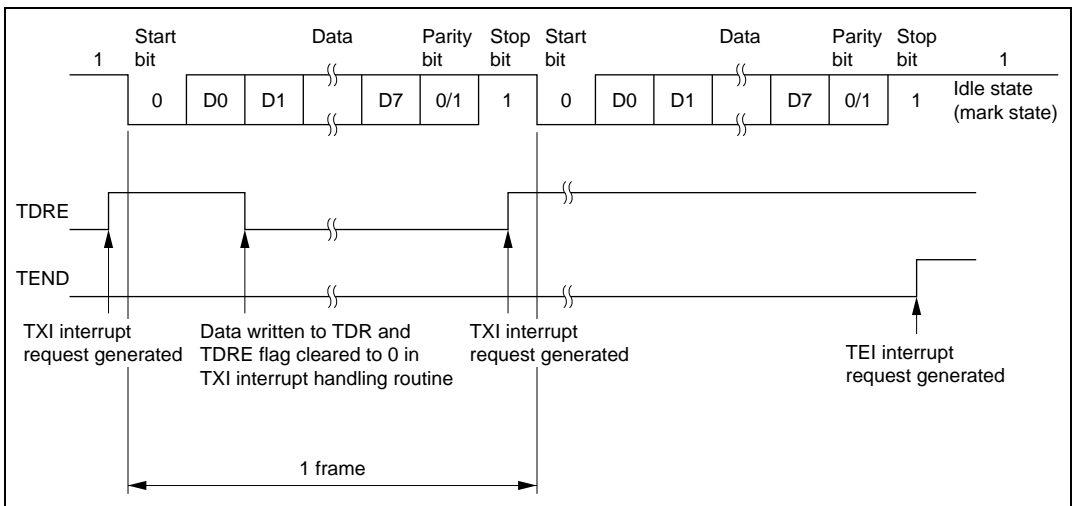 Start Data Parity Stop Start Data Parity Stop
1 bit bit bit bit bit bit 1
0 D0 D1 D7 0/1 1 0 D0 D1 D7 0/1 1 Idle state
(mark state)
TDRE
TEND
TXI interrupt
request generated
Data written to TDR and
TDRE flag cleared to 0 in
TXI interrupt handling routine
TXI interrupt
request generated
TEI interrupt
request generated
1 frame